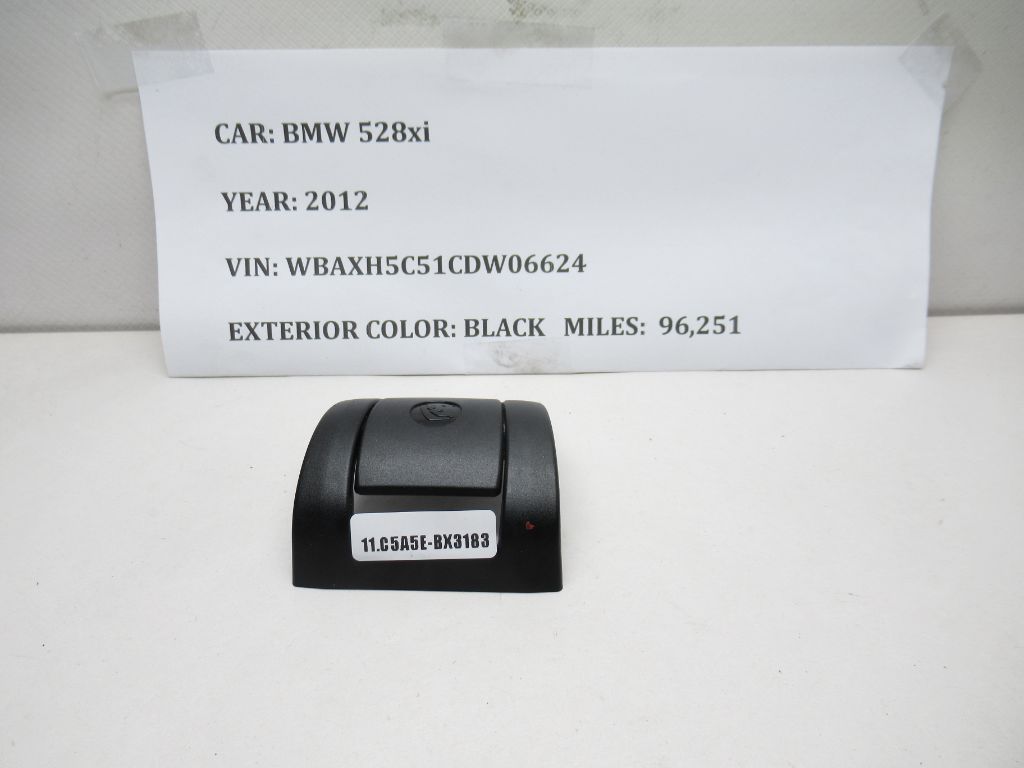 CAR: BMW 528xi
YEAR: 2012
VIN: WBAXH5C51CDW06624
EXTERIOR COLOR: BLACK MILES: 96,251
11.C5A5E-BX3183